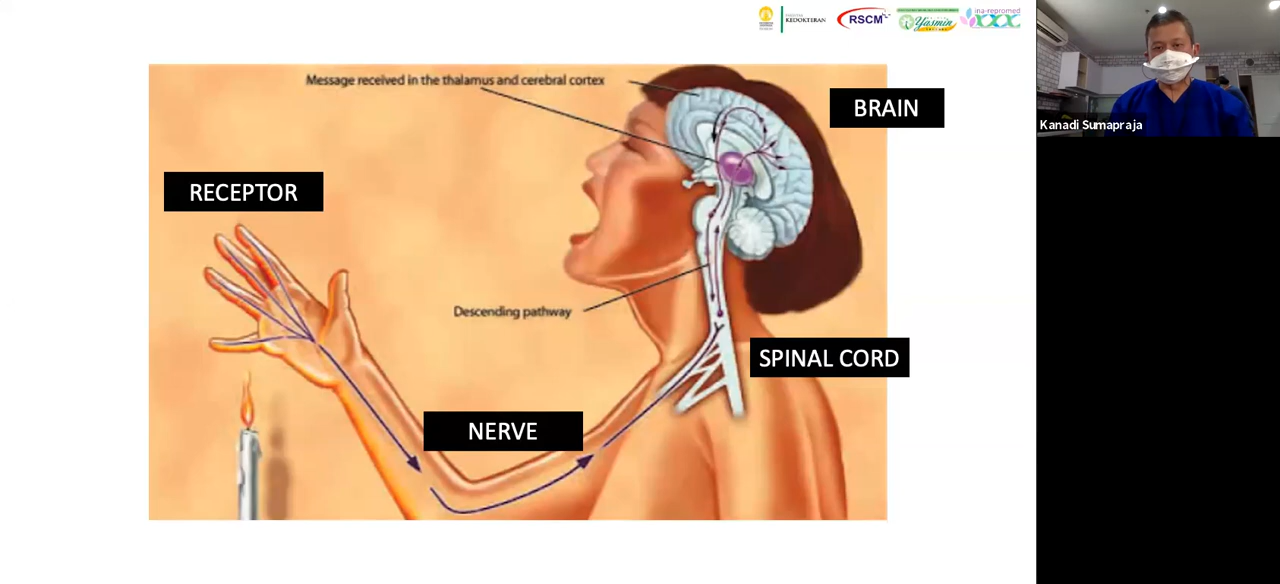 KEDOKTERAN
RSCM
Yasmin
ina-repromed
Kanadi Sumapraja
Message received in the thalamus and cerebral cortex
BRAIN
RECEPTOR
Descending pathway
SPINAL CORD
NERVE